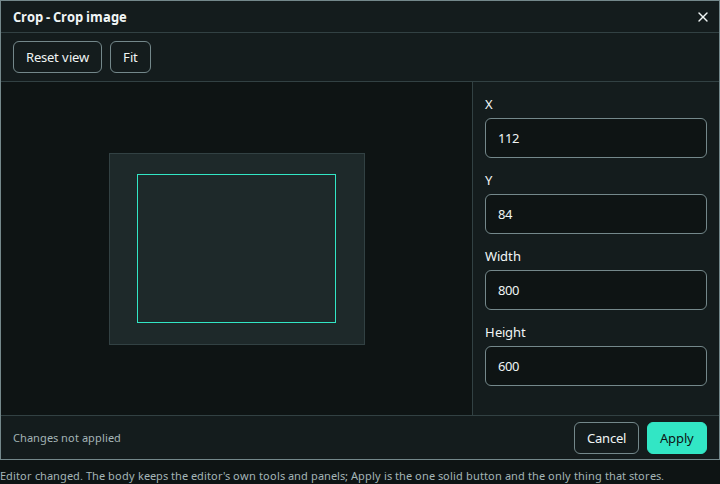 Crop - Crop image
Reset view
Fit
X
112
Y
84
Width
800
Height
600
Changes not applied
Cancel
Apply
Editor changed. The body keeps the editor's own tools and panels; Apply is the one solid button and the only thing that stores.